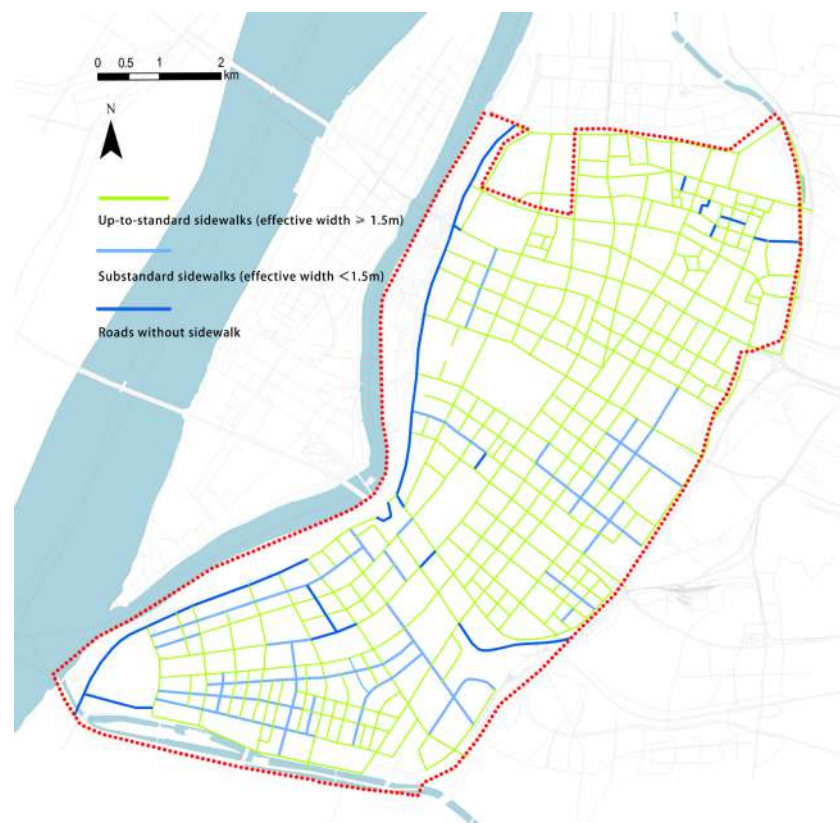 0 0.5 1 2
km
N
Up-to-standard sidewalks (effective width ≥ 1.5m)
Substandard sidewalks (effective width <1.5m)
Roads without sidewalk